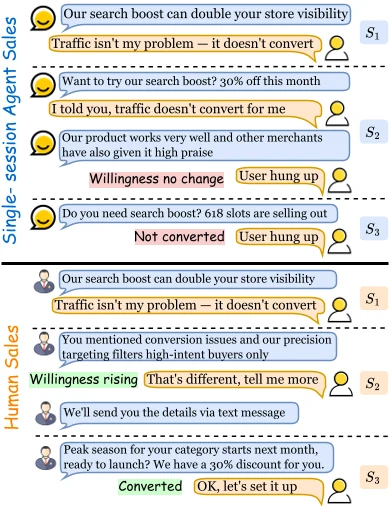 Single- session Agent Sales
Our search boost can double your store visibility
Traffic isn't my problem — it doesn't convert
S1
Want to try our search boost? 30% off this month
I told you, traffic doesn't convert for me
Our product works very well and other merchants
have also given it high praise
S2
Willingness no change
User hung up
Do you need search boost? 618 slots are selling out
Not converted
User hung up
S3
Human Sales
Our search boost can double your store visibility
Traffic isn't my problem — it doesn't convert
S1
You mentioned conversion issues and our precision
targeting filters high-intent buyers only
Willingness rising
That's different, tell me more
S2
We'll send you the details via text message
Peak season for your category starts next month,
ready to launch? We have a 30% discount for you.
Converted
OK, let's set it up
S3